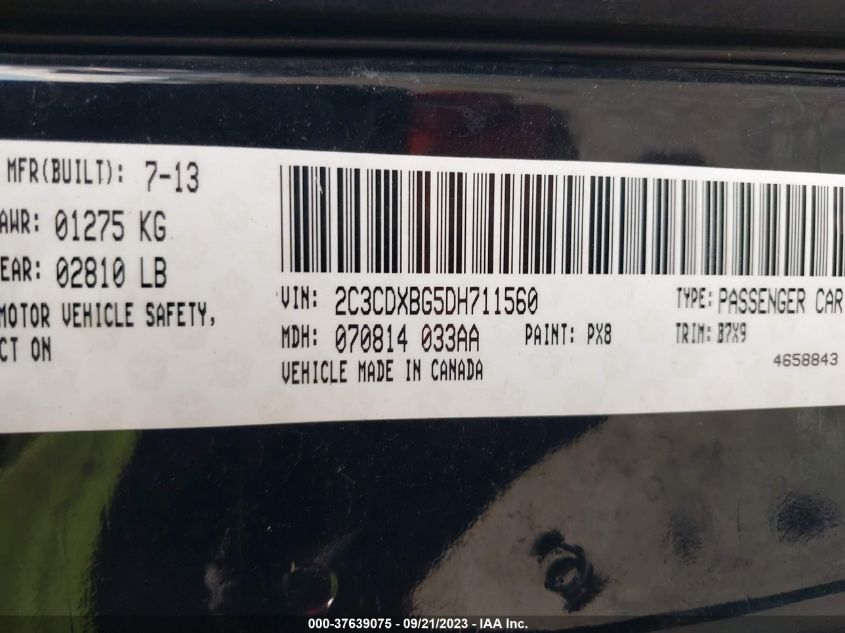 MFR(BUILT): 7-13
AWR: 01275 KG
EAR: 02810 LB
MOTOR VEHICLE SAFETY,
CT ON
VIN: 2C3CDXBG5DH711560 TYPE: PASSENGER CAR
MDH: 070814 033AA PAINT: PX8 TRIM: B7X9
VEHICLE MADE IN CANADA 4658843
000-37639075 - 09/21/2023 - IAA Inc.